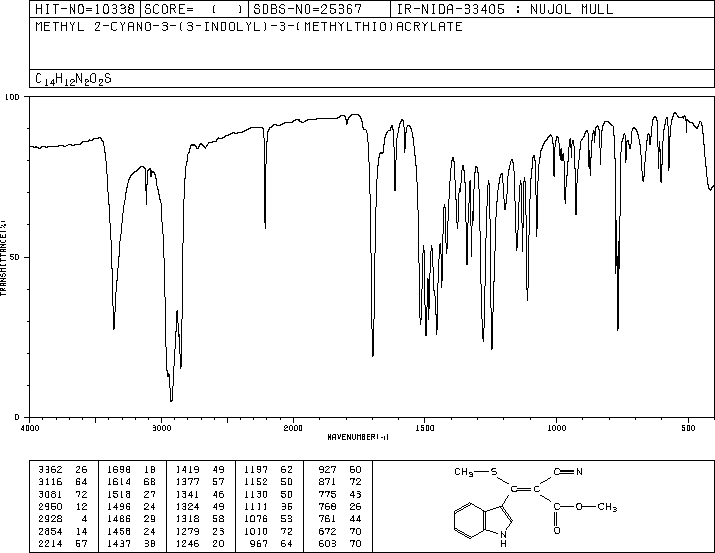 HIT-NO=10338 SCORE= ( ) SDBS-NO=25367 IR-NIDA-33405 : NUJOL MULL
METHYL 2-CYANO-3-(3-INDOLYL)-3-(METHYLTHIO)ACRYLATE
C14H12N2O2S
100
50
0
TRANSMITTANCE(%)
4000 3000 2000 1500 1000 500
WAVENUMBER(-1)
3362 26 1698 18 1419 49 1197 62 927 60
3116 64 1614 68 1377 57 1152 50 871 72
3081 72 1518 27 1341 46 1130 50 775 43
2960 12 1496 24 1324 49 1111 36 768 26
2928 4 1486 29 1318 58 1076 53 761 44
2854 14 1458 24 1279 23 1010 72 672 70
2214 57 1437 38 1246 20 967 64 603 70
CH3 S C N
C C
C O CH3
O
N
H